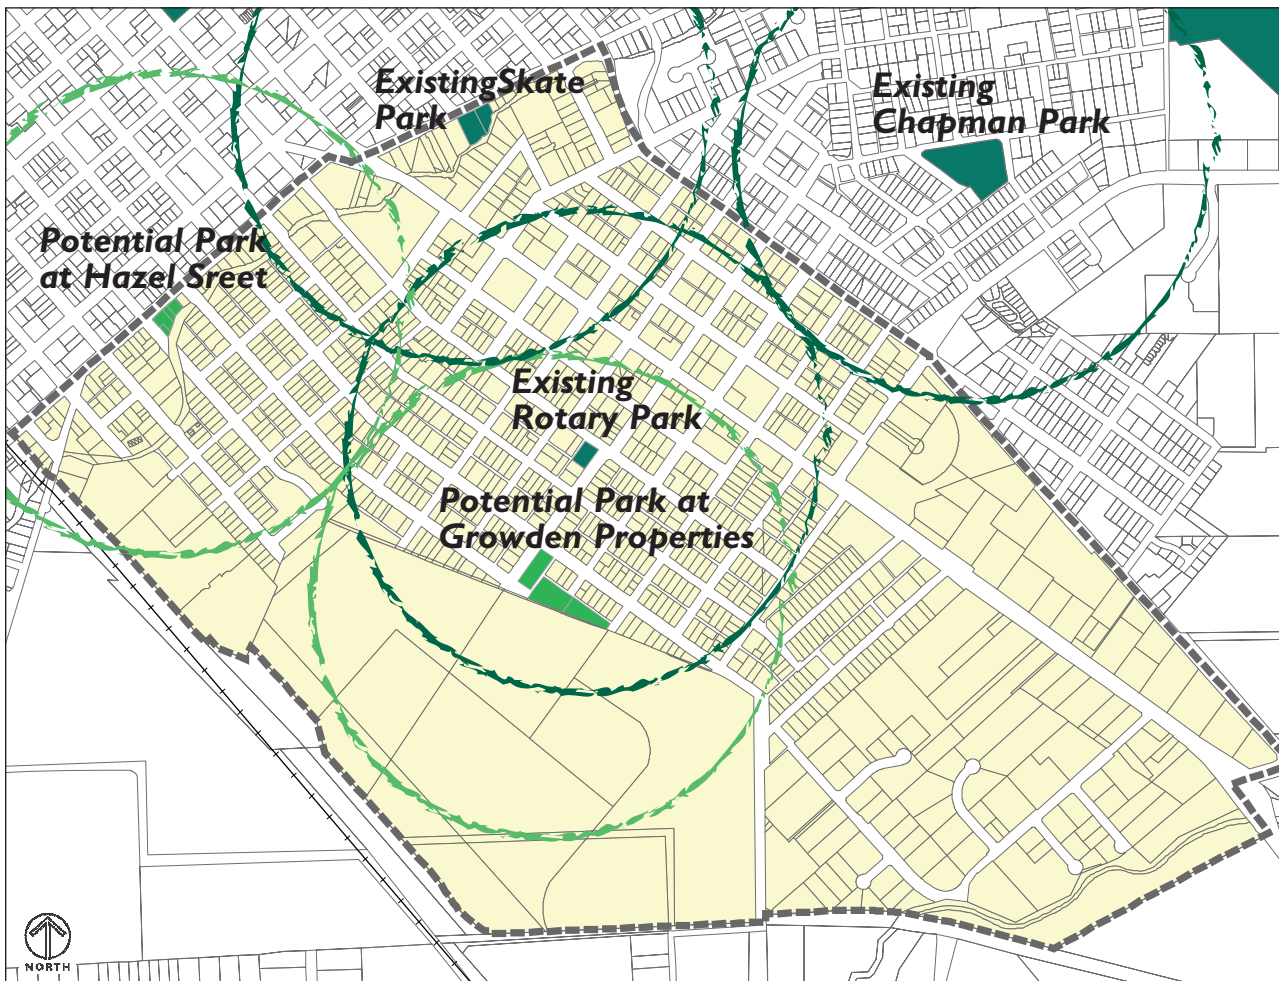 ExistingSkate
Park
Existing
Chapman Park
Potential Park
at Hazel Sreet
Existing
Rotary Park
Potential Park at
Growden Properties
NORTH